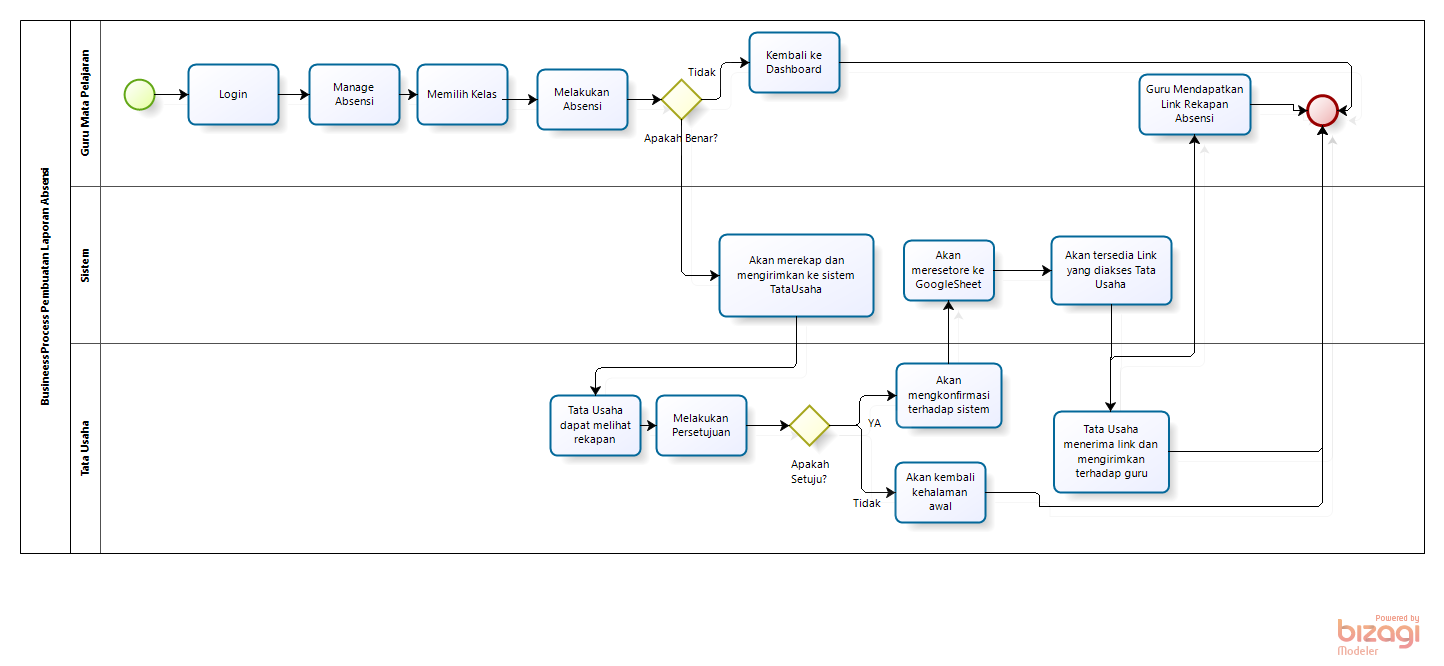 BusineessProcess Pembuatan Laporan Absensi
Guru Mata Pelajaran
Login
Manage
Absensi
Memilih Kelas
Melakukan
Absensi
Apakah Benar?
Tidak
Kembali ke
Dashboard
Guru Mendapatkan
Link Rekapan
Absensi
Sistem
Akan merekap dan
mengirimkan ke sistem
TataUsaha
Akan
meresetore ke
GoogleSheet
Akan tersedia Link
yang diakses Tata
Usaha
Tata Usaha
Tata Usaha
dapat melihat
rekapan
Melakukan
Persetujuan
Apakah
Setuju?
YA
Tidak
Akan
mengkonfirmasi
terhadap sistem
Akan kembali
kehalaman
awal
Tata Usaha
menerima link dan
mengirimkan
terhadap guru
Powered by
bizagi
Modeler